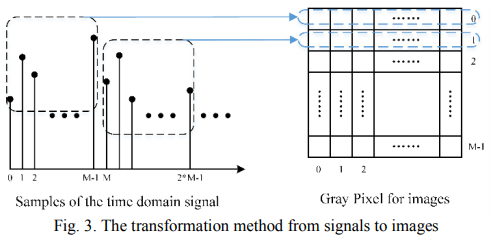 0
1
2
M-1
0 1 2 M-1 M 2*M-1
0 1 2
Samples of the time domain signal
Gray Pixel for images
Fig. 3. The transformation method from signals to images